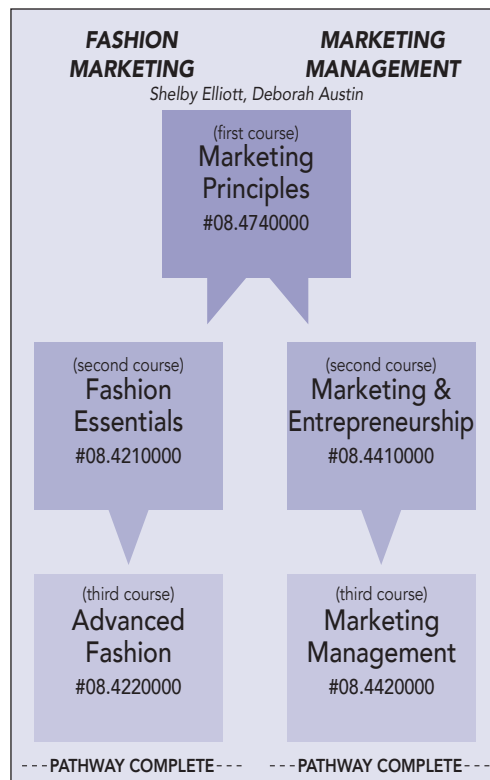 FASHION
MARKETING
MARKETING
MANAGEMENT
Shelby Elliott, Deborah Austin
(first course)
Marketing
Principles
#08.4740000
(second course)
Fashion
Essentials
#08.4210000
(second course)
Marketing &
Entrepreneurship
#08.4410000
(third course)
Advanced
Fashion
#08.4220000
(third course)
Marketing
Management
#08.4420000
---PATHWAY COMPLETE---
---PATHWAY COMPLETE---